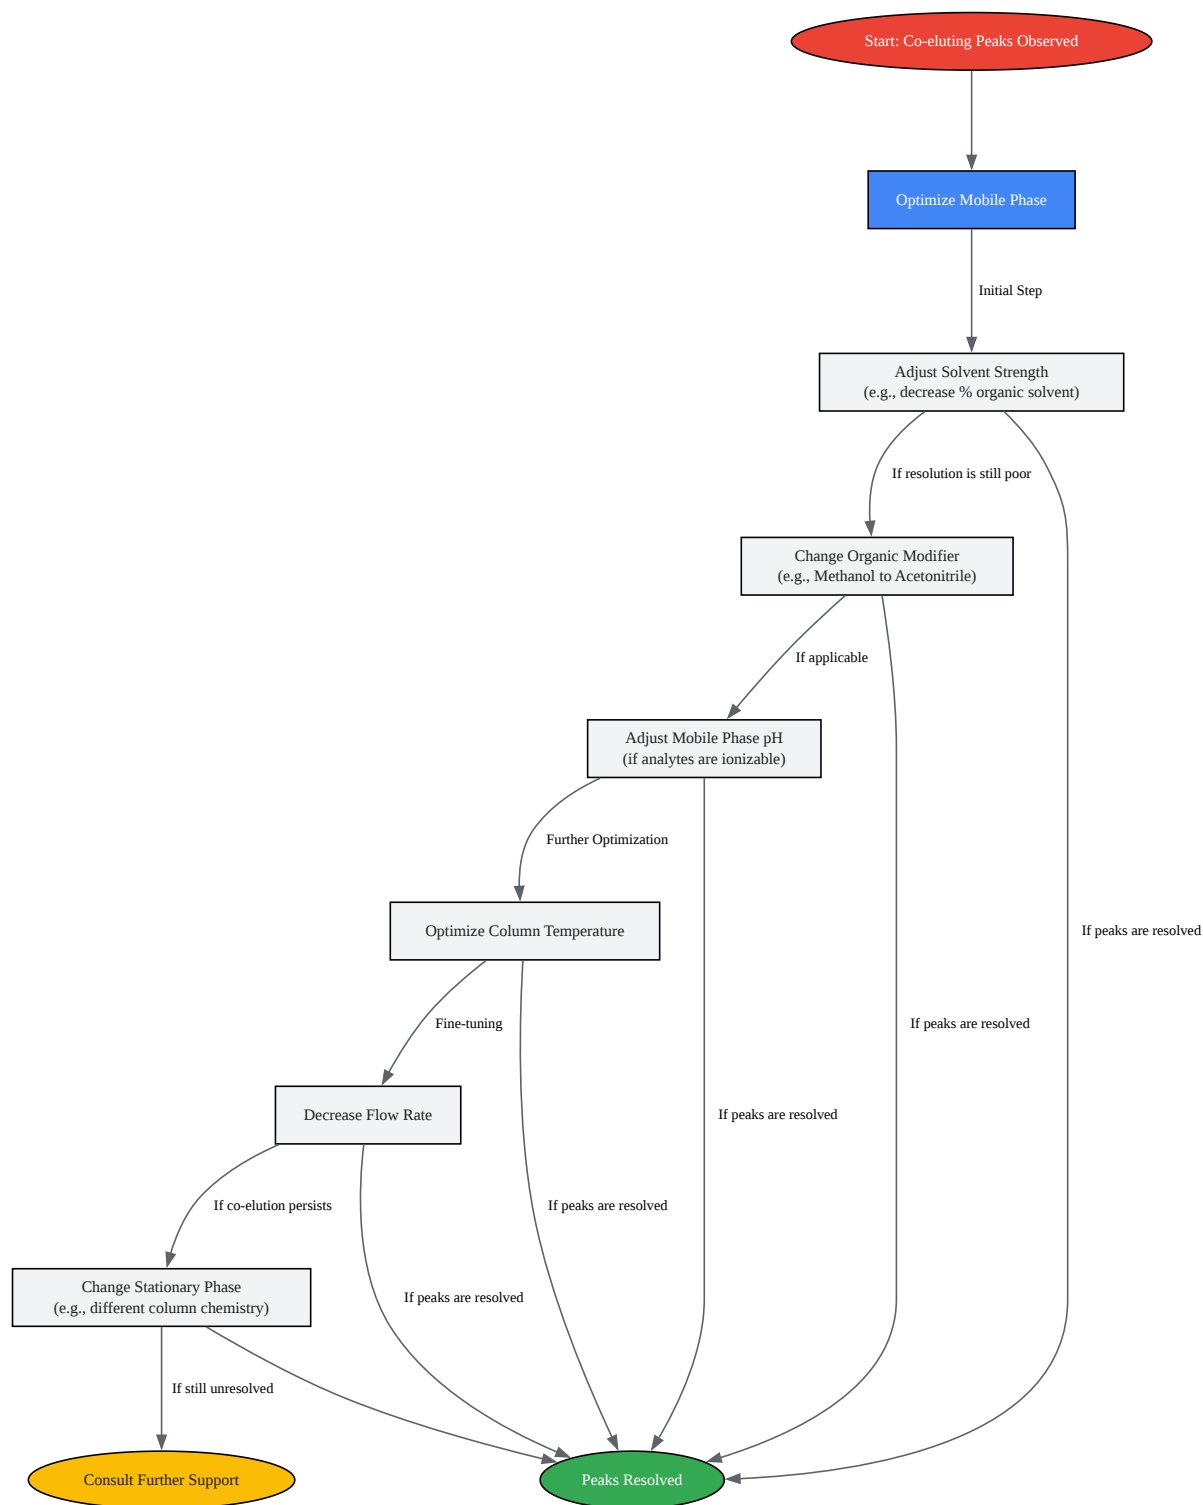 Start: Co-eluting Peaks Observed
Optimize Mobile Phase
Initial Step
Adjust Solvent Strength
(e.g., decrease % organic solvent)
If resolution is still poor
Change Organic Modifier
(e.g., Methanol to Acetonitrile)
If applicable
Adjust Mobile Phase pH
(if analytes are ionizable)
Further Optimization
Optimize Column Temperature
If peaks are resolved
Fine-tuning
If peaks are resolved
Decrease Flow Rate
If peaks are resolved
If co-elution persists
If peaks are resolved
Change Stationary Phase
(e.g., different column chemistry)
If peaks are resolved
If still unresolved
Consult Further Support
Peaks Resolved